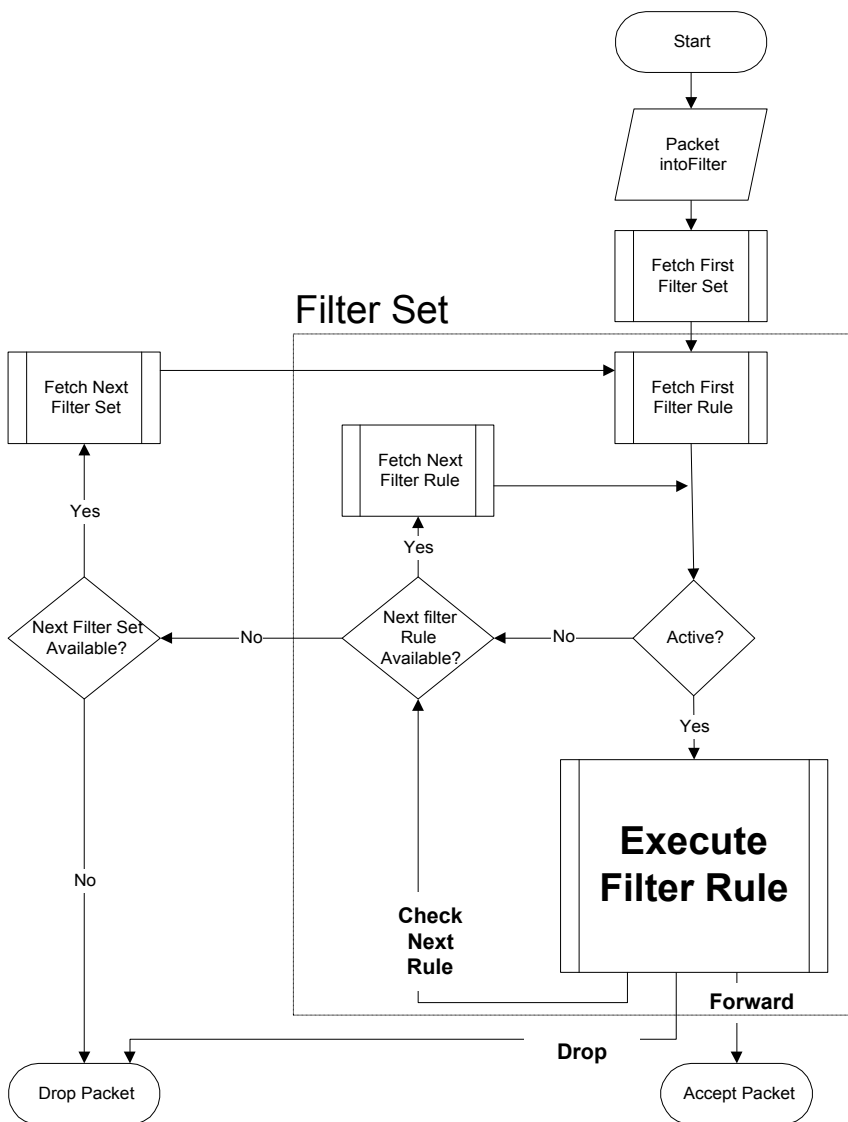 Start
Packet
intoFilter
Fetch First
Filter Set
Filter Set
Fetch Next
Filter Set
Fetch First
Filter Rule
Fetch Next
Filter Rule
Yes
Yes
Next Filter Set
Available?
No
Next filter
Rule
Available?
No
Active?
Yes
Execute
Filter Rule
No
Check
Next
Rule
Forward
Drop
Drop Packet
Accept Packet